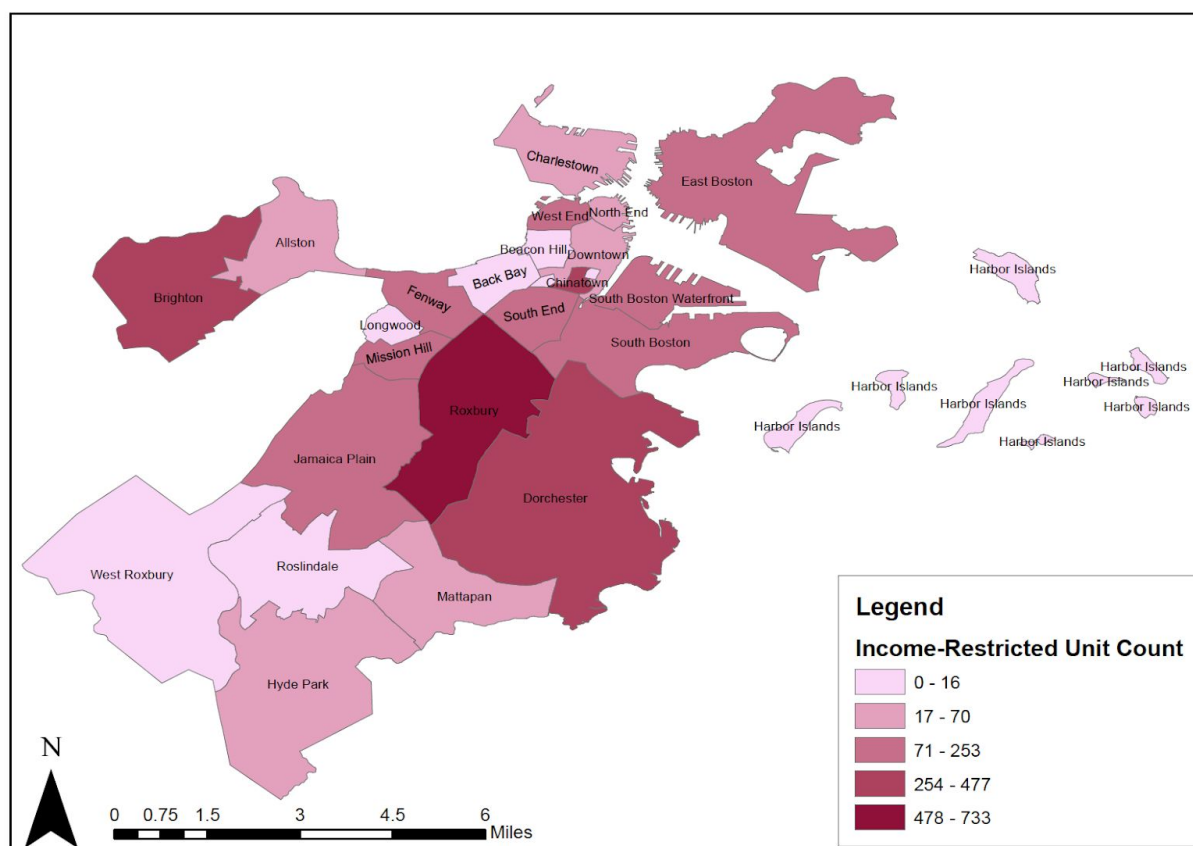 Charlestown
East Boston
West End
North End
Allston
Beacon Hill
Downtown
Harbor Islands
Back Bay
Chinatown
Brighton
Fenway
South Boston Waterfront
South End
Longwood
South Boston
Mission Hill
Harbor Islands
Harbor Islands
Harbor Islands
Harbor Islands
Harbor Islands
Roxbury
Harbor Islands
Harbor Islands
Jamaica Plain
Dorchester
Roslindale
West Roxbury
Mattapan
Hyde Park
Legend
Income-Restricted Unit Count
0 - 16
17 - 70
71 - 253
254 - 477
478 - 733
N
0 0.75 1.5 3 4.5 6
Miles